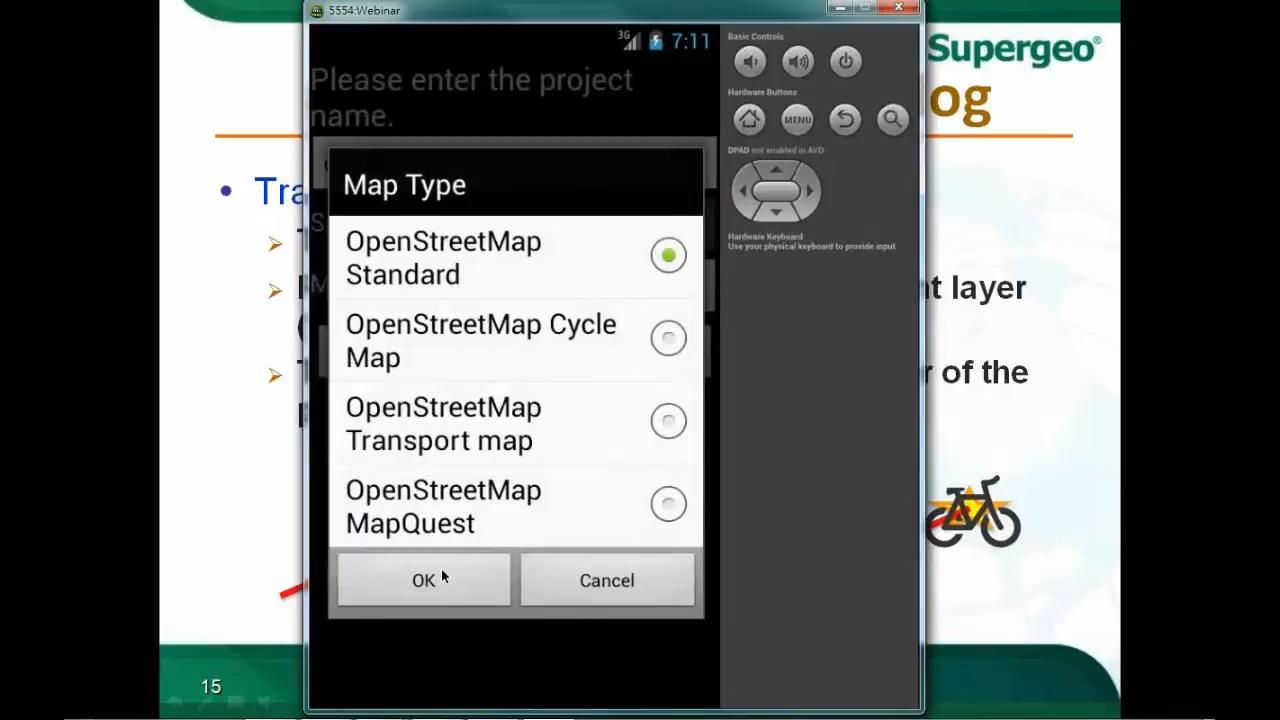 5554:Webinar
3G
7:11
Please enter the project
name.
Map Type
OpenStreetMap
Standard
OpenStreetMap Cycle
Map
OpenStreetMap
Transport map
OpenStreetMap
MapQuest
OK
Cancel
Basic Controls
Hardware Buttons
MENU
DPAD not enabled in AVD
Hardware Keyboard
Use your physical keyboard to provide input
Supergeo®
og
Tra
layer
of the
15